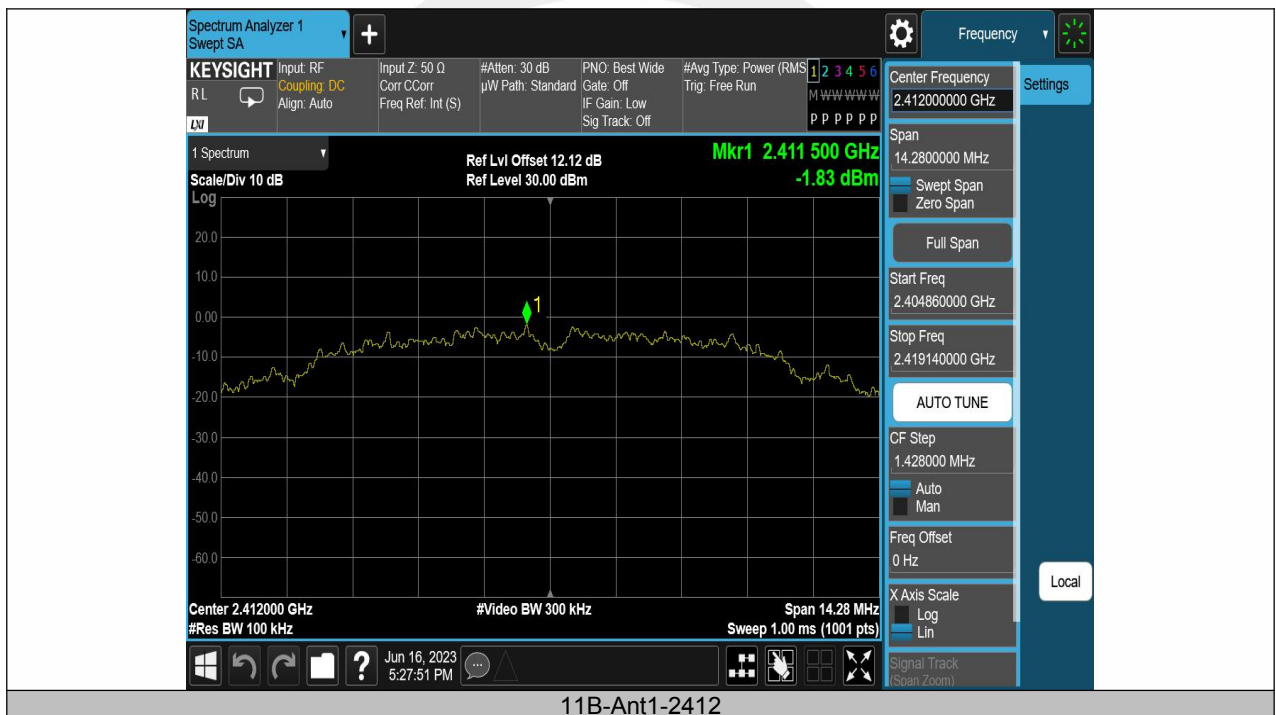 Spectrum Analyzer 1
Swept SA
+
Frequency
KEYSIGHT
RL
LXI
Input: RF
Coupling: DC
Align: Auto
Input Z: 50 Ω
Corr CCorr
Freq Ref: Int (S)
#Atten: 30 dB
µW Path: Standard
PNO: Best Wide
Gate: Off
IF Gain: Low
Sig Track: Off
#Avg Type: Power (RMS
Trig: Free Run
1 2 3 4 5 6
M W W W W W
P P P P P P
1 Spectrum
Scale/Div 10 dB
Ref Lvl Offset 12.12 dB
Ref Level 30.00 dBm
Mkr1 2.411 500 GHz
-1.83 dBm
Log
20.0
10.0
0.00
-10.0
-20.0
-30.0
-40.0
-50.0
-60.0
1
Center 2.412000 GHz
#Video BW 300 kHz
Span 14.28 MHz
#Res BW 100 kHz
Sweep 1.00 ms (1001 pts)
Center Frequency
2.412000000 GHz
Settings
Span
14.2800000 MHz
Swept Span
Zero Span
Full Span
Start Freq
2.404860000 GHz
Stop Freq
2.419140000 GHz
AUTO TUNE
CF Step
1.428000 MHz
Auto
Man
Freq Offset
0 Hz
X Axis Scale
Log
Lin
Local
Signal Track
(Span Zoom)
?
Jun 16, 2023
5:27:51 PM
11B-Ant1-2412